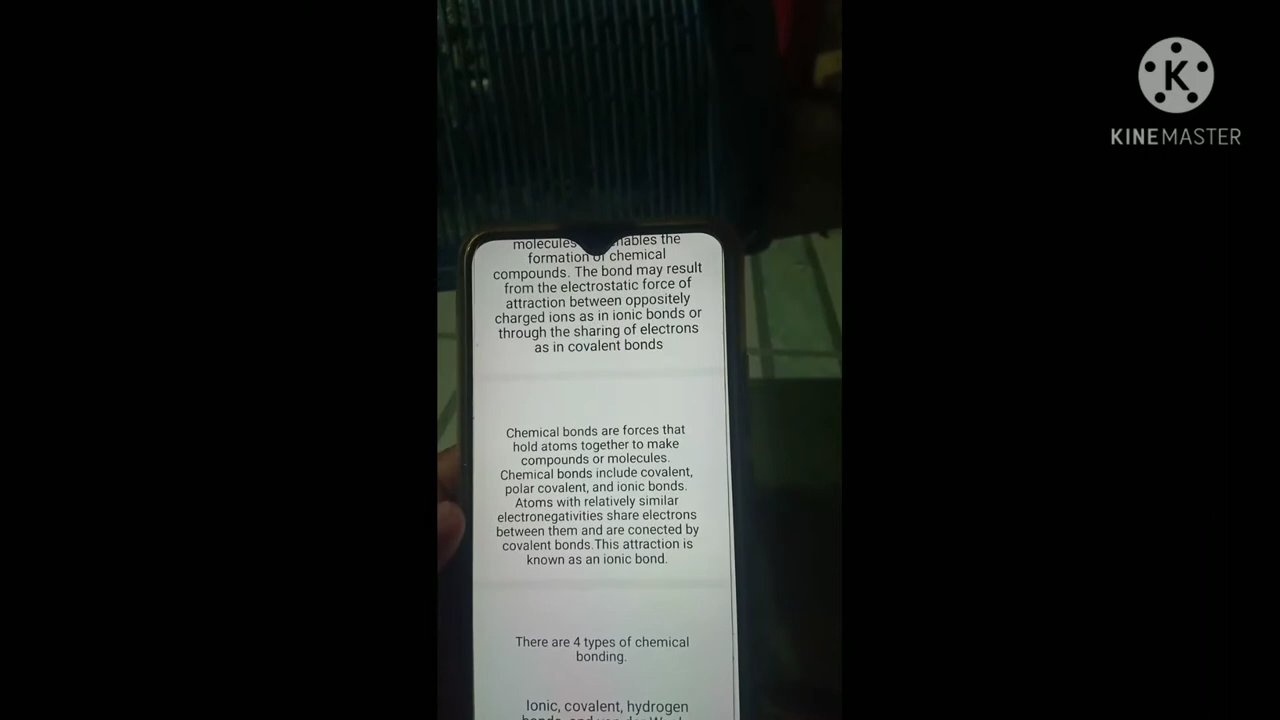 KINEMASTER
molecules
formation of chemical
compounds. The bond may result
from the electrostatic force of
attraction between oppositely
charged ions as in ionic bonds or
through the sharing of electrons
as in covalent bonds
Chemical bonds are forces that
hold atoms together to make
compounds or molecules.
Chemical bonds include covalent,
polar covalent, and ionic bonds.
Atoms with relatively similar
electronegativities share electrons
between them and are conected by
covalent bonds.This attraction is
known as an ionic bond.
There are 4 types of chemical
bonding.
Ionic, covalent, hydrogen